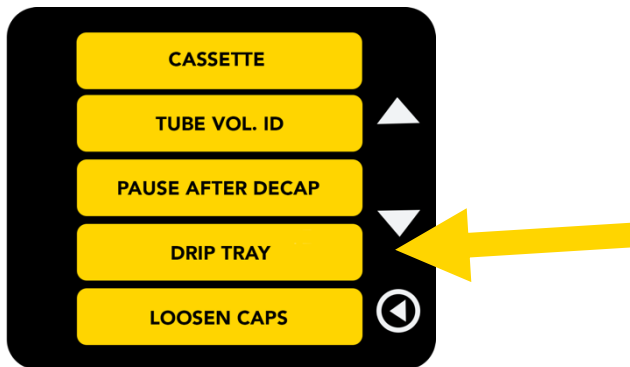 CASSETTE
TUBE VOL. ID
PAUSE AFTER DECAP
DRIP TRAY
LOOSEN CAPS